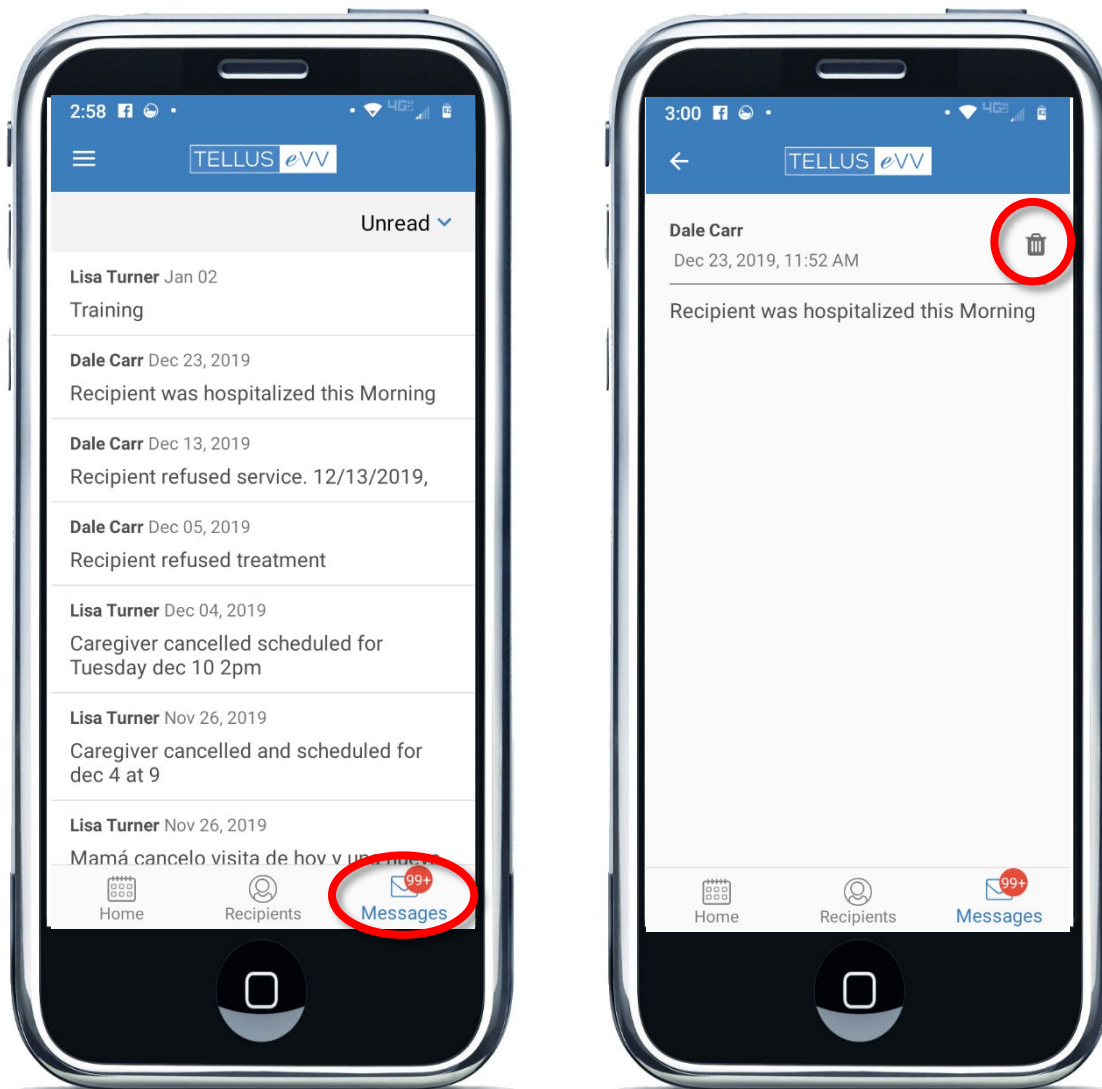 2:58
4G
TELLUS eVV
Unread
Lisa Turner Jan 02
Training
Dale Carr Dec 23, 2019
Recipient was hospitalized this Morning
Dale Carr Dec 13, 2019
Recipient refused service. 12/13/2019,
Dale Carr Dec 05, 2019
Recipient refused treatment
Lisa Turner Dec 04, 2019
Caregiver cancelled scheduled for
Tuesday dec 10 2pm
Lisa Turner Nov 26, 2019
Caregiver cancelled and scheduled for
dec 4 at 9
Lisa Turner Nov 26, 2019
Mamá cancelo visita de hoy y una nueva
99+
Home Recipients Messages
3:00
4G
TELLUS eVV
Dale Carr
Dec 23, 2019, 11:52 AM
Recipient was hospitalized this Morning
99+
Home Recipients Messages